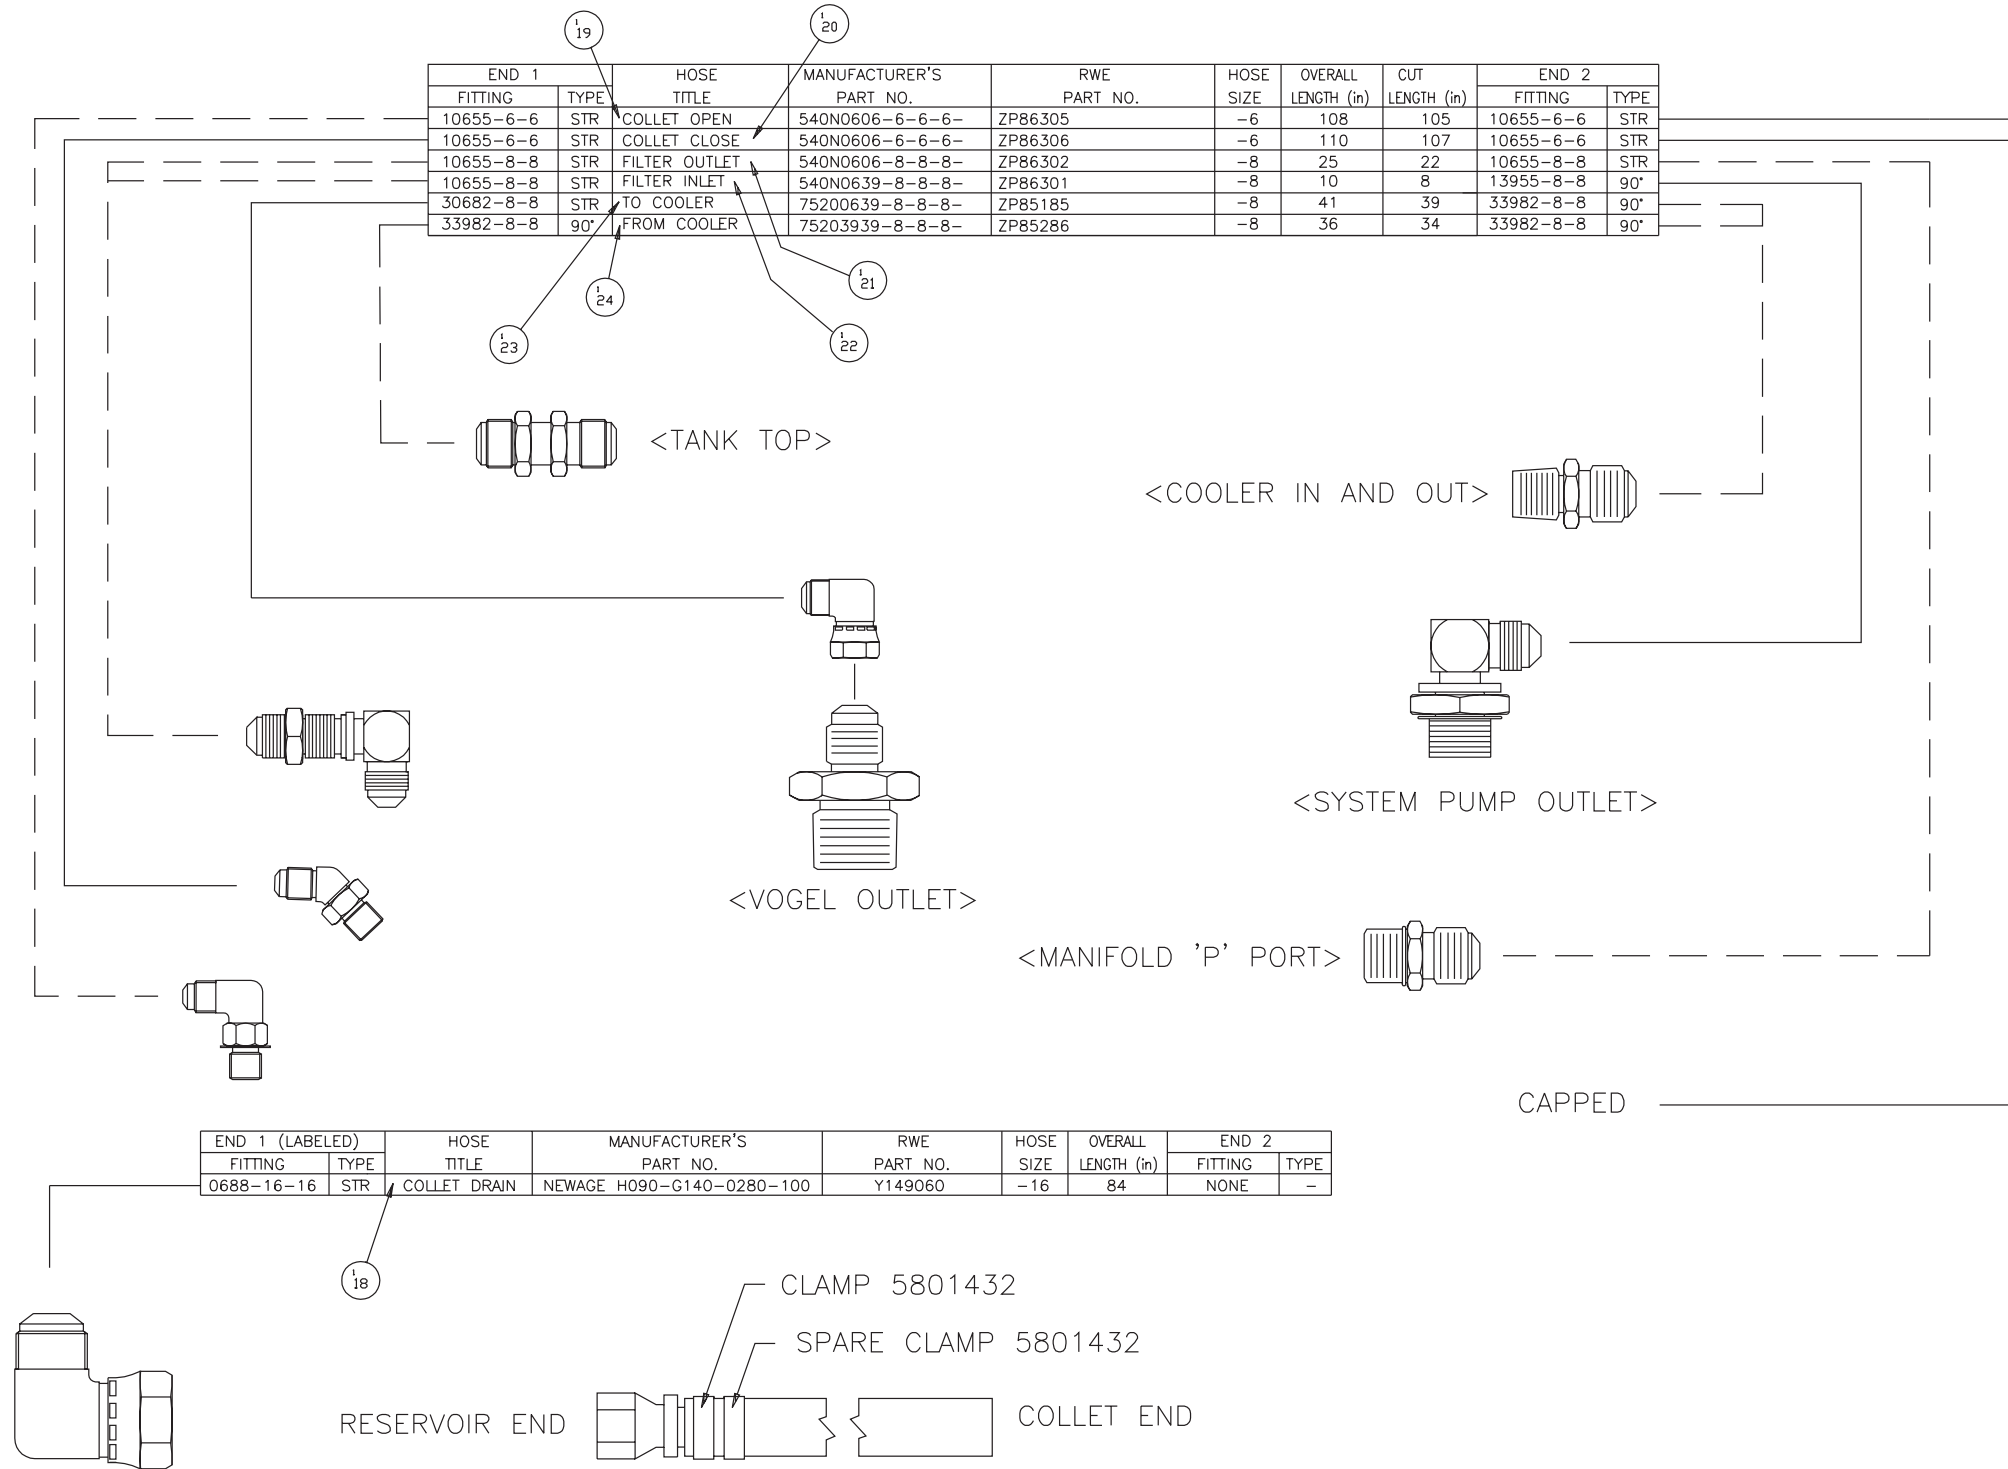 1 19
1 20
END 1 HOSE MANUFACTURER'S RWE HOSE OVERALL CUT END 2
FITTING TYPE TITLE PART NO. PART NO. SIZE LENGTH (in) LENGTH (in) FITTING TYPE
10655-6-6 STR COLLET OPEN 540N0606-6-6-6- ZP86305 -6 108 105 10655-6-6 STR
10655-6-6 STR COLLET CLOSE 540N0606-6-6-6- ZP86306 -6 110 107 10655-6-6 STR
10655-8-8 STR FILTER OUTLET 540N0606-8-8-8- ZP86302 -8 25 22 10655-8-8 STR
10655-8-8 STR FILTER INLET 540N0639-8-8-8- ZP86301 -8 10 8 13955-8-8 90°
30682-8-8 STR TO COOLER 75200639-8-8-8- ZP85185 -8 41 39 33982-8-8 90°
33982-8-8 90° FROM COOLER 75203939-8-8-8- ZP85286 -8 36 34 33982-8-8 90°
1 21
1 24
1 23
1 22
<TANK TOP>
<COOLER IN AND OUT>
<SYSTEM PUMP OUTLET>
<VOGEL OUTLET>
<MANIFOLD 'P' PORT>
CAPPED
END 1 (LABELED) HOSE MANUFACTURER'S RWE HOSE OVERALL END 2
FITTING TYPE TITLE PART NO. PART NO. SIZE LENGTH (in) FITTING TYPE
0688-16-16 STR COLLET DRAIN NEWAGE H090-G140-0280-100 Y149060 -16 84 NONE -
1 18
CLAMP 5801432
SPARE CLAMP 5801432
RESERVOIR END
COLLET END